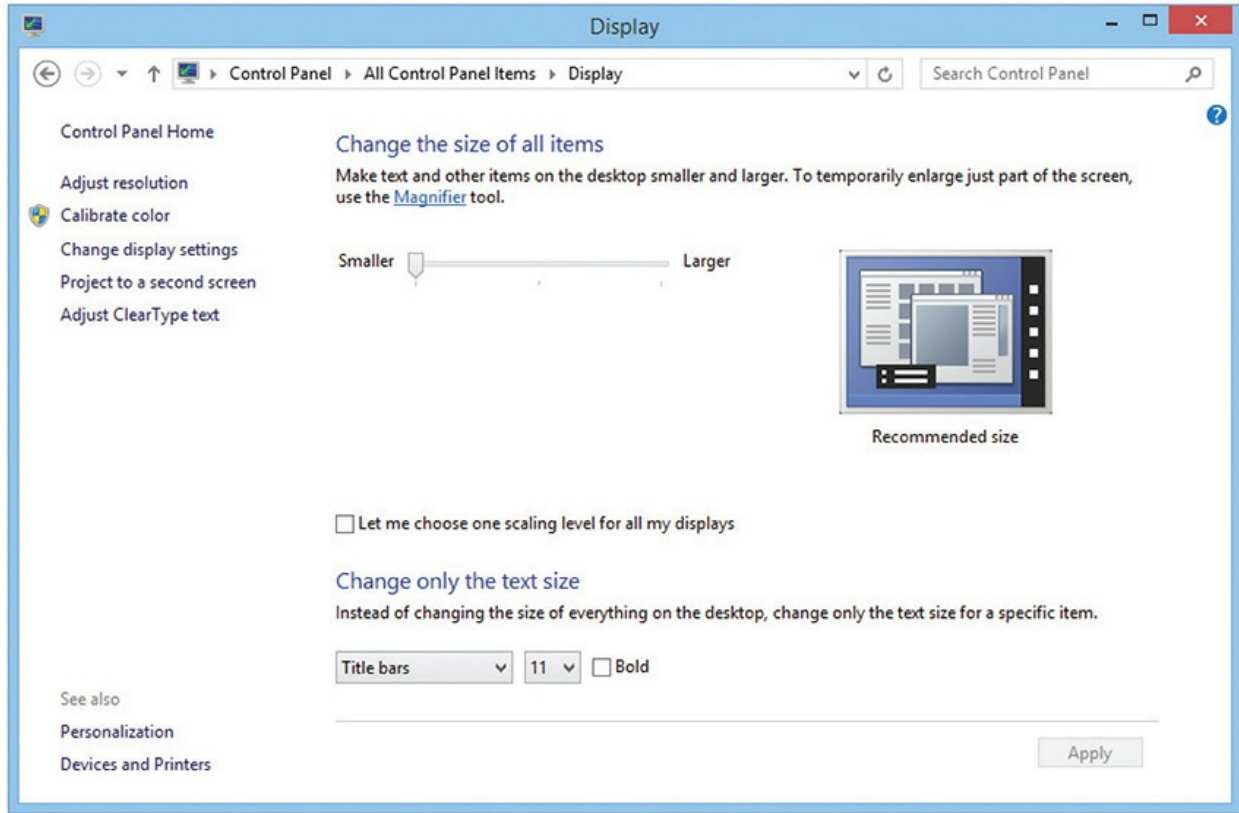 Display
Control Panel All Control Panel Items Display
Search Control Panel
Control Panel Home
Adjust resolution
Calibrate color
Change display settings
Project to a second screen
Adjust ClearType text
Change the size of all items
Make text and other items on the desktop smaller and larger. To temporarily enlarge just part of the screen,
use the Magnifier tool.
Smaller Larger
Recommended size
Let me choose one scaling level for all my displays
Change only the text size
Instead of changing the size of everything on the desktop, change only the text size for a specific item.
Title bars 11 Bold
See also
Personalization
Devices and Printers
Apply